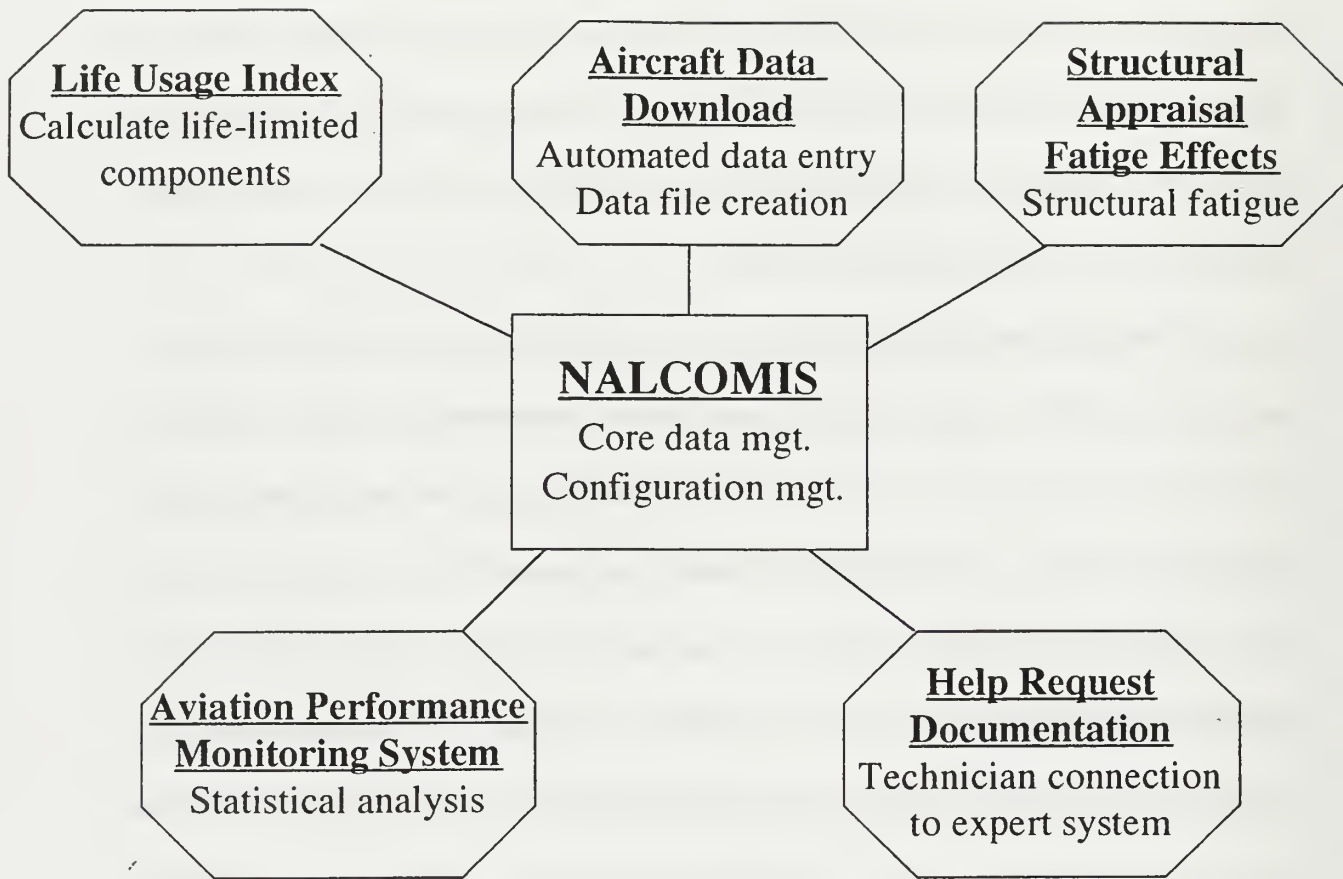 Life Usage Index
Calculate life-limited
components
Aircraft Data
Download
Automated data entry
Data file creation
Structural
Appraisal
Fatige Effects
Structural fatigue
NALCOMIS
Core data mgt.
Configuration mgt.
Aviation Performance
Monitoring System
Statistical analysis
Help Request
Documentation
Technician connection
to expert system